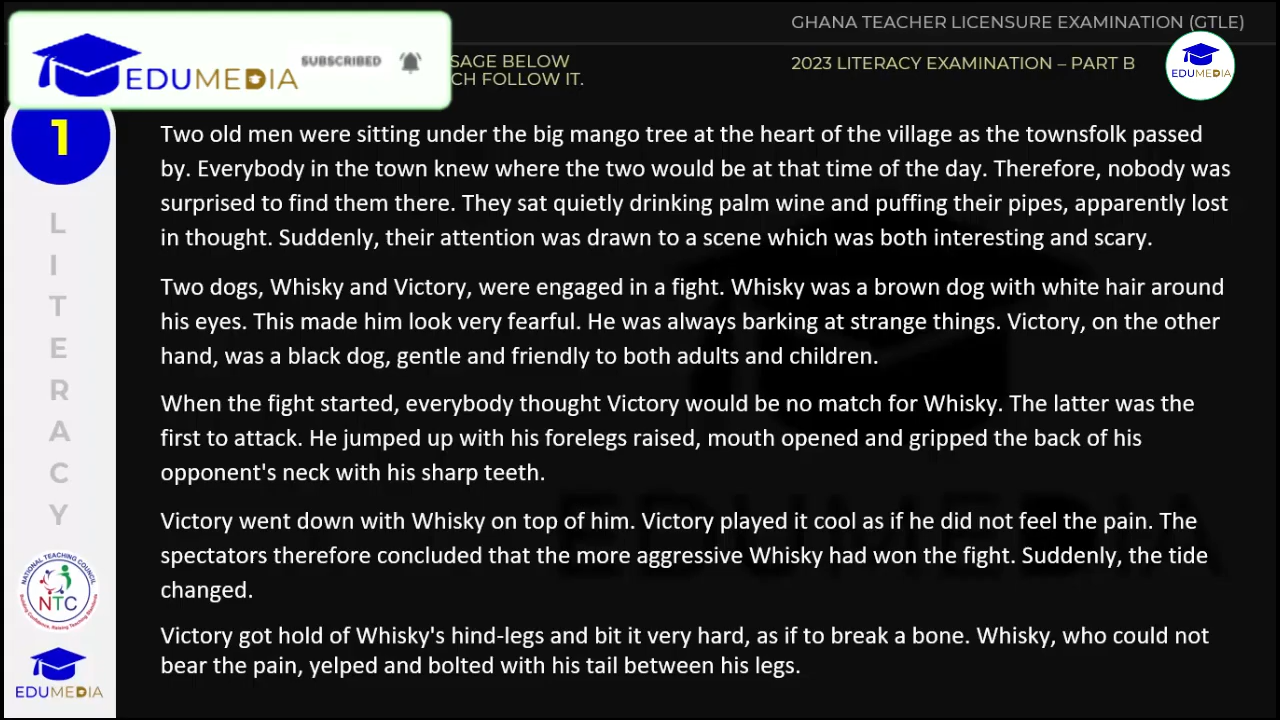 GHANA TEACHER LICENSURE EXAMINATION (GTLE)
EDUMEDIA
SUBSCRIBED
SAGE BELOW
CH FOLLOW IT.
2023 LITERACY EXAMINATION – PART B
EDUMEDIA
1
Two old men were sitting under the big mango tree at the heart of the village as the townsfolk passed
by. Everybody in the town knew where the two would be at that time of the day. Therefore, nobody was
surprised to find them there. They sat quietly drinking palm wine and puffing their pipes, apparently lost
in thought. Suddenly, their attention was drawn to a scene which was both interesting and scary.
Two dogs, Whisky and Victory, were engaged in a fight. Whisky was a brown dog with white hair around
his eyes. This made him look very fearful. He was always barking at strange things. Victory, on the other
hand, was a black dog, gentle and friendly to both adults and children.
When the fight started, everybody thought Victory would be no match for Whisky. The latter was the
first to attack. He jumped up with his forelegs raised, mouth opened and gripped the back of his
opponent's neck with his sharp teeth.
Victory went down with Whisky on top of him. Victory played it cool as if he did not feel the pain. The
spectators therefore concluded that the more aggressive Whisky had won the fight. Suddenly, the tide
changed.
Victory got hold of Whisky's hind-legs and bit it very hard, as if to break a bone. Whisky, who could not
bear the pain, yelped and bolted with his tail between his legs.
LITERACY
NATIONAL TEACHING COUNCIL
NTC
EDUMEDIA
EDUMEDIA